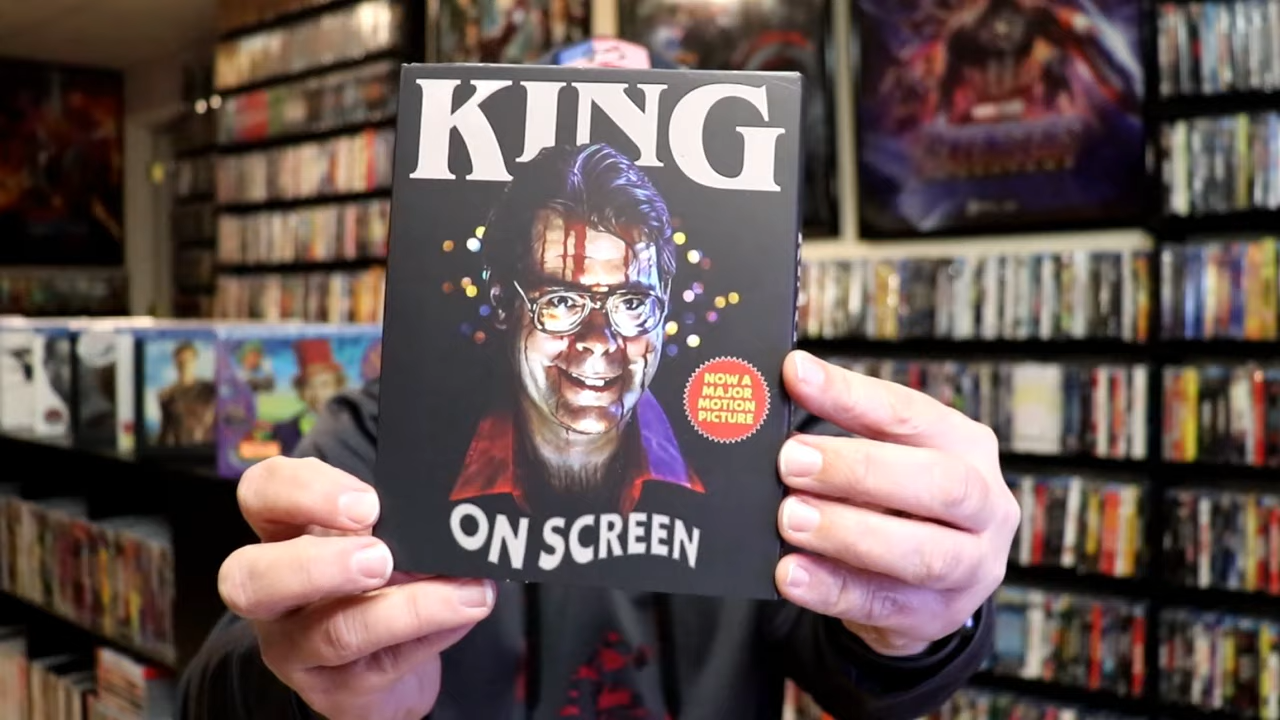 KING
NOW A
MAJOR
MOTION
PICTURE
ON SCREEN